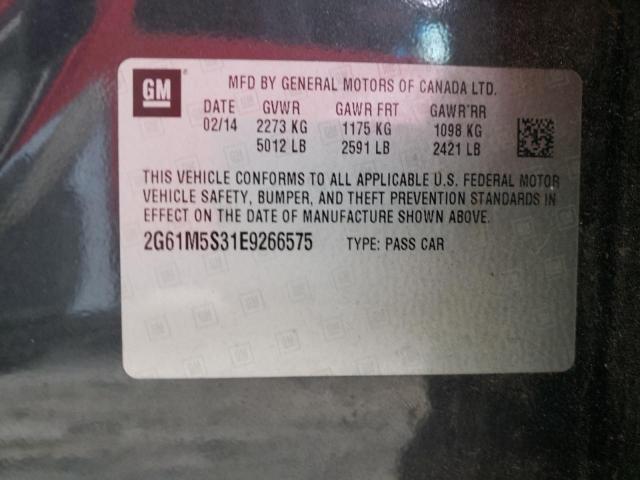 GM
MFD BY GENERAL MOTORS OF CANADA LTD.
DATE GVWR GAWR FRT GAWR RR
02/14 2273 KG 1175 KG 1098 KG
5012 LB 2591 LB 2421 LB
THIS VEHICLE CONFORMS TO ALL APPLICABLE U.S. FEDERAL MOTOR
VEHICLE SAFETY, BUMPER, AND THEFT PREVENTION STANDARDS IN
EFFECT ON THE DATE OF MANUFACTURE SHOWN ABOVE.
2G61M5S31E9266575 TYPE: PASS CAR